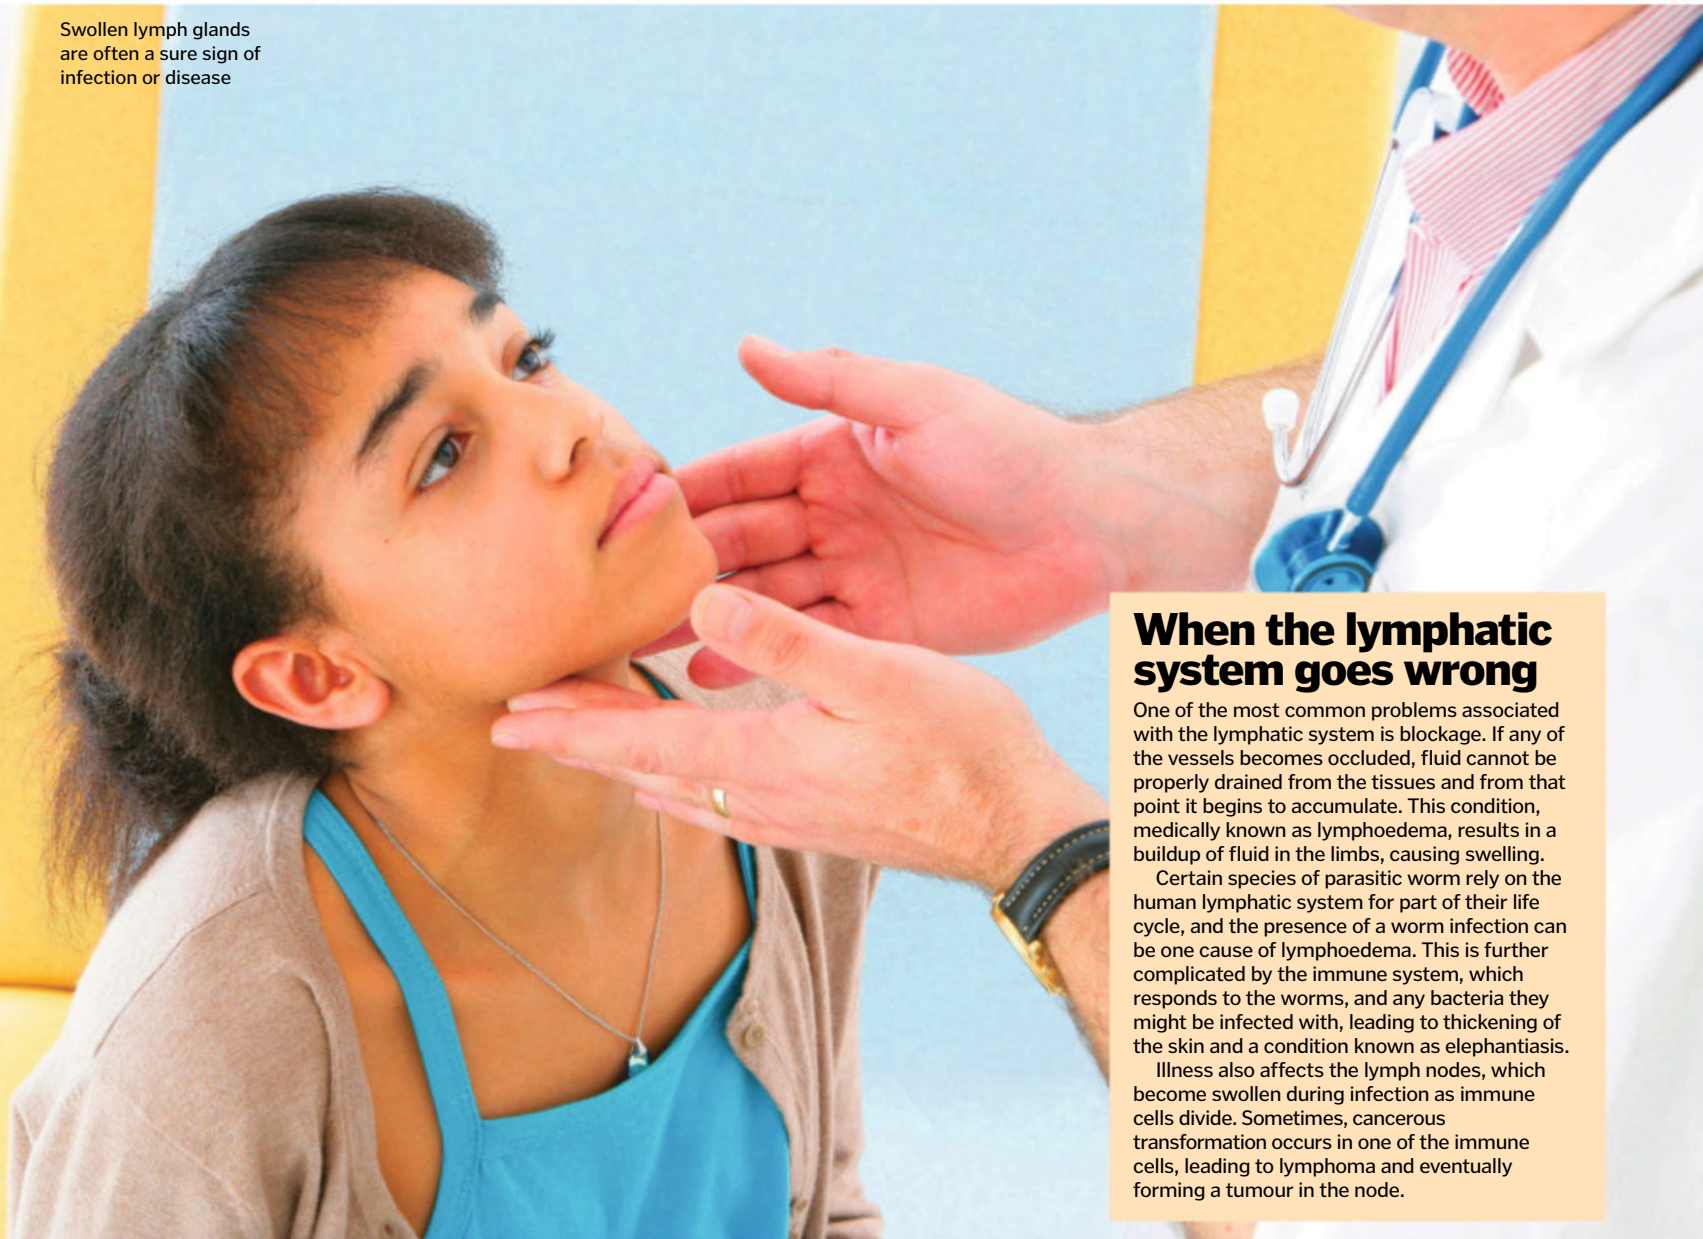 Swollen lymph glands
are often a sure sign of
infection or disease
When the lymphatic
system goes wrong
One of the most common problems associated
with the lymphatic system is blockage. If any of
the vessels becomes occluded, fluid cannot be
properly drained from the tissues and from that
point it begins to accumulate. This condition,
medically known as lymphoedema, results in a
buildup of fluid in the limbs, causing swelling.
Certain species of parasitic worm rely on the
human lymphatic system for part of their life
cycle, and the presence of a worm infection can
be one cause of lymphoedema. This is further
complicated by the immune system, which
responds to the worms, and any bacteria they
might be infected with, leading to thickening of
the skin and a condition known as elephantiasis.
Illness also affects the lymph nodes, which
become swollen during infection as immune
cells divide. Sometimes, cancerous
transformation occurs in one of the immune
cells, leading to lymphoma and eventually
forming a tumour in the node.